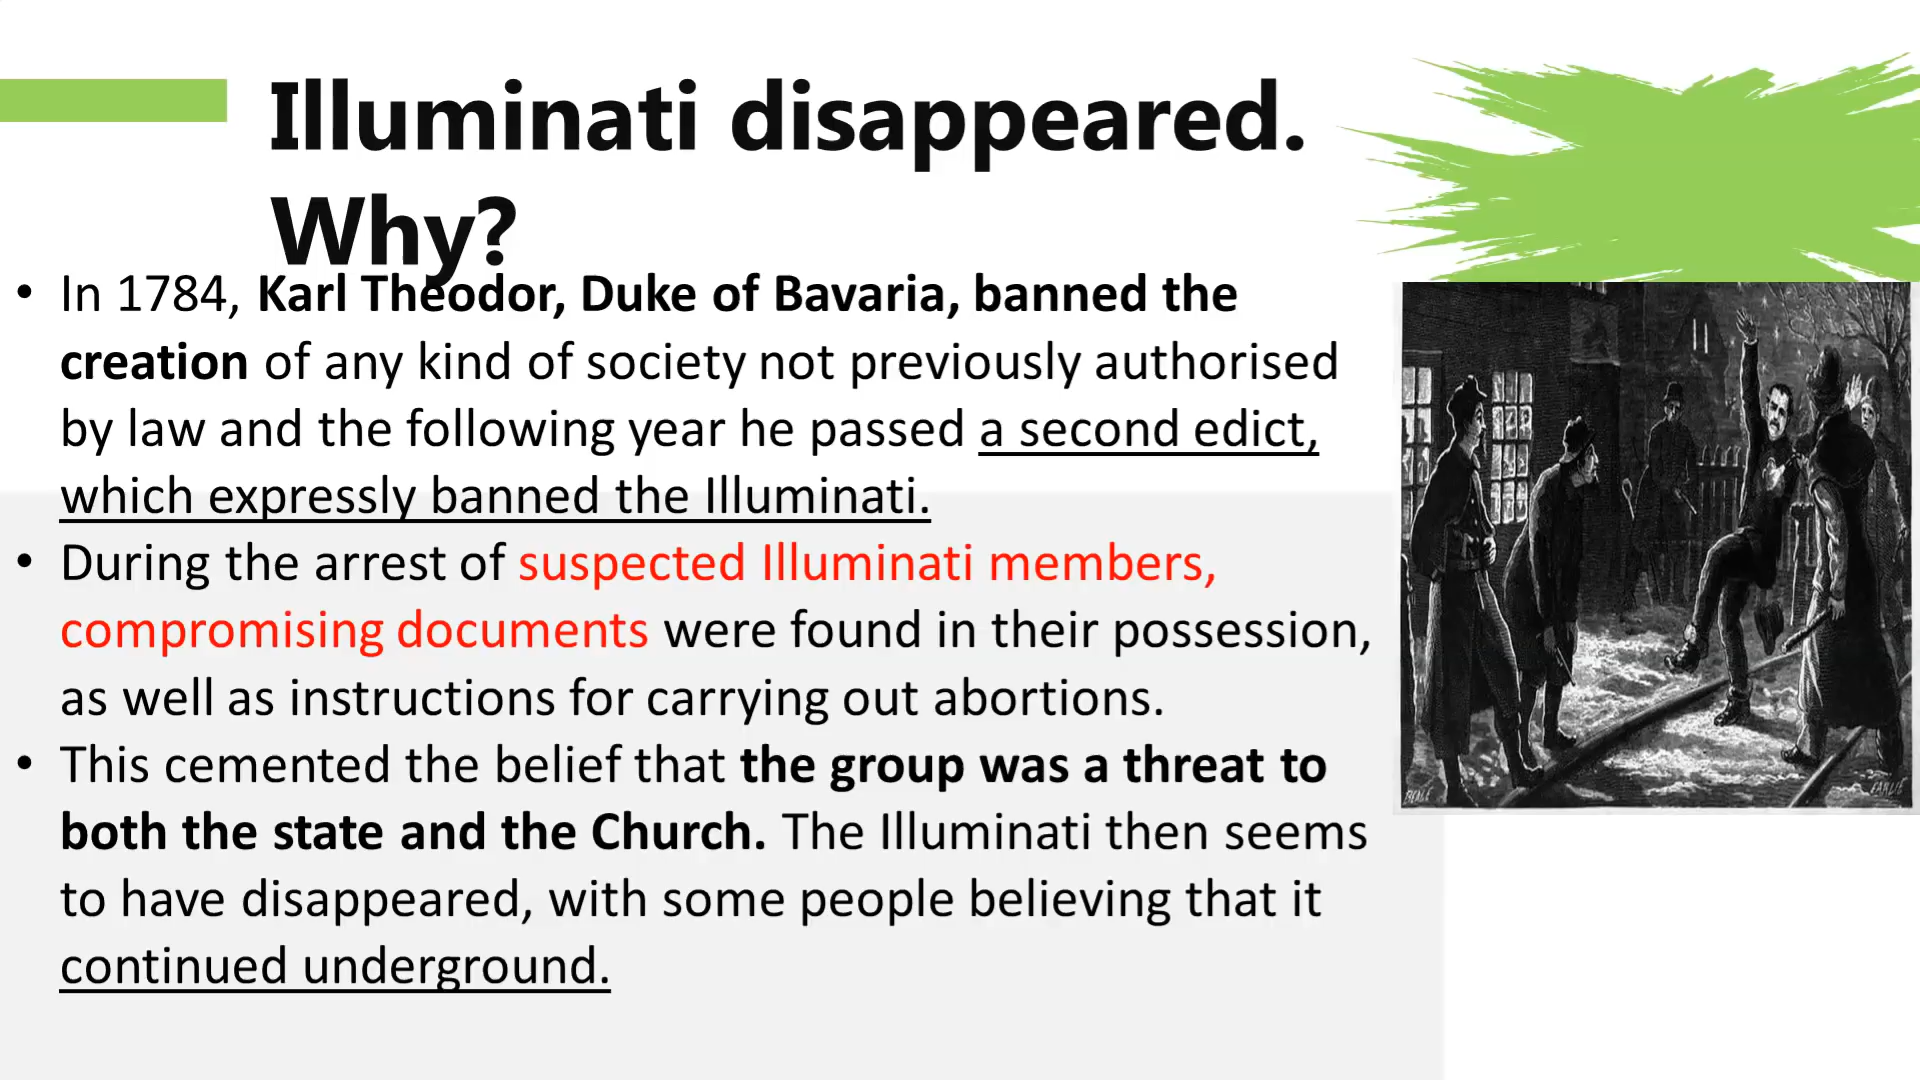 Illuminati disappeared.
Why?
• In 1784, Karl Theodor, Duke of Bavaria, banned the
creation of any kind of society not previously authorised
by law and the following year he passed a second edict,
which expressly banned the Illuminati.
• During the arrest of suspected Illuminati members,
compromising documents were found in their possession,
as well as instructions for carrying out abortions.
• This cemented the belief that the group was a threat to
both the state and the Church. The Illuminati then seems
to have disappeared, with some people believing that it
continued underground.